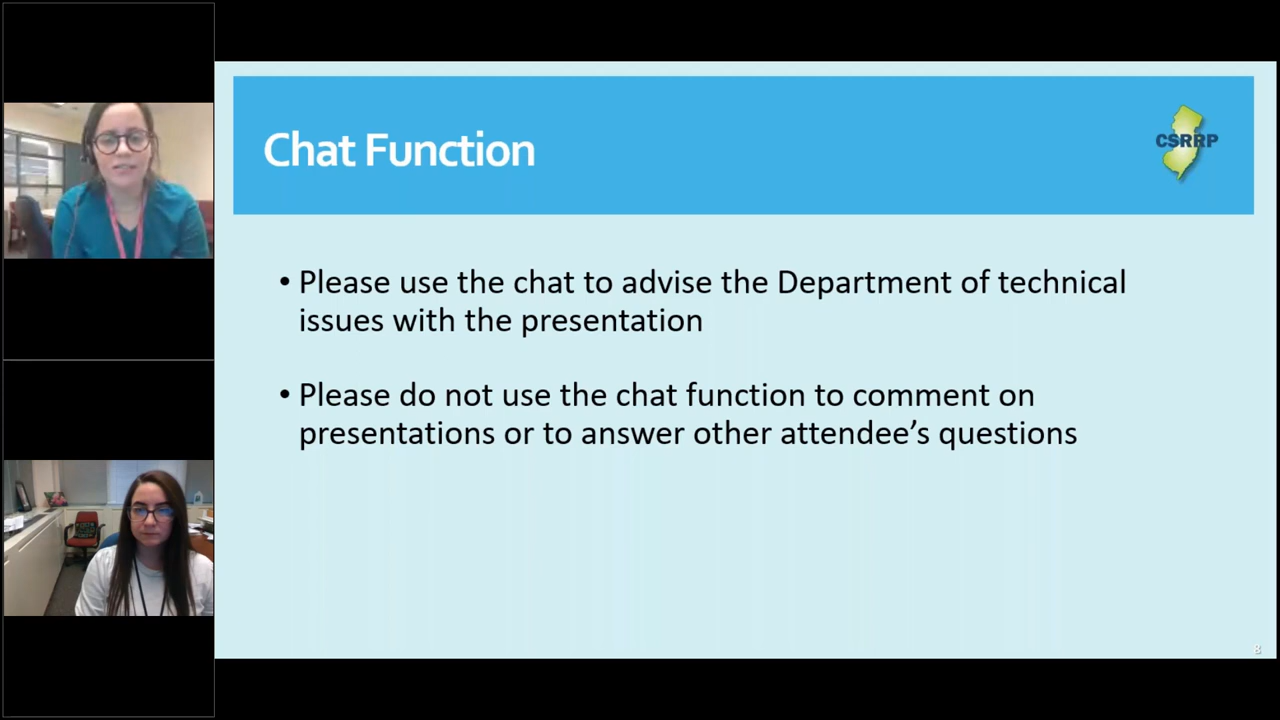 Chat Function
CSRRP
• Please use the chat to advise the Department of technical
issues with the presentation
• Please do not use the chat function to comment on
presentations or to answer other attendee’s questions
8